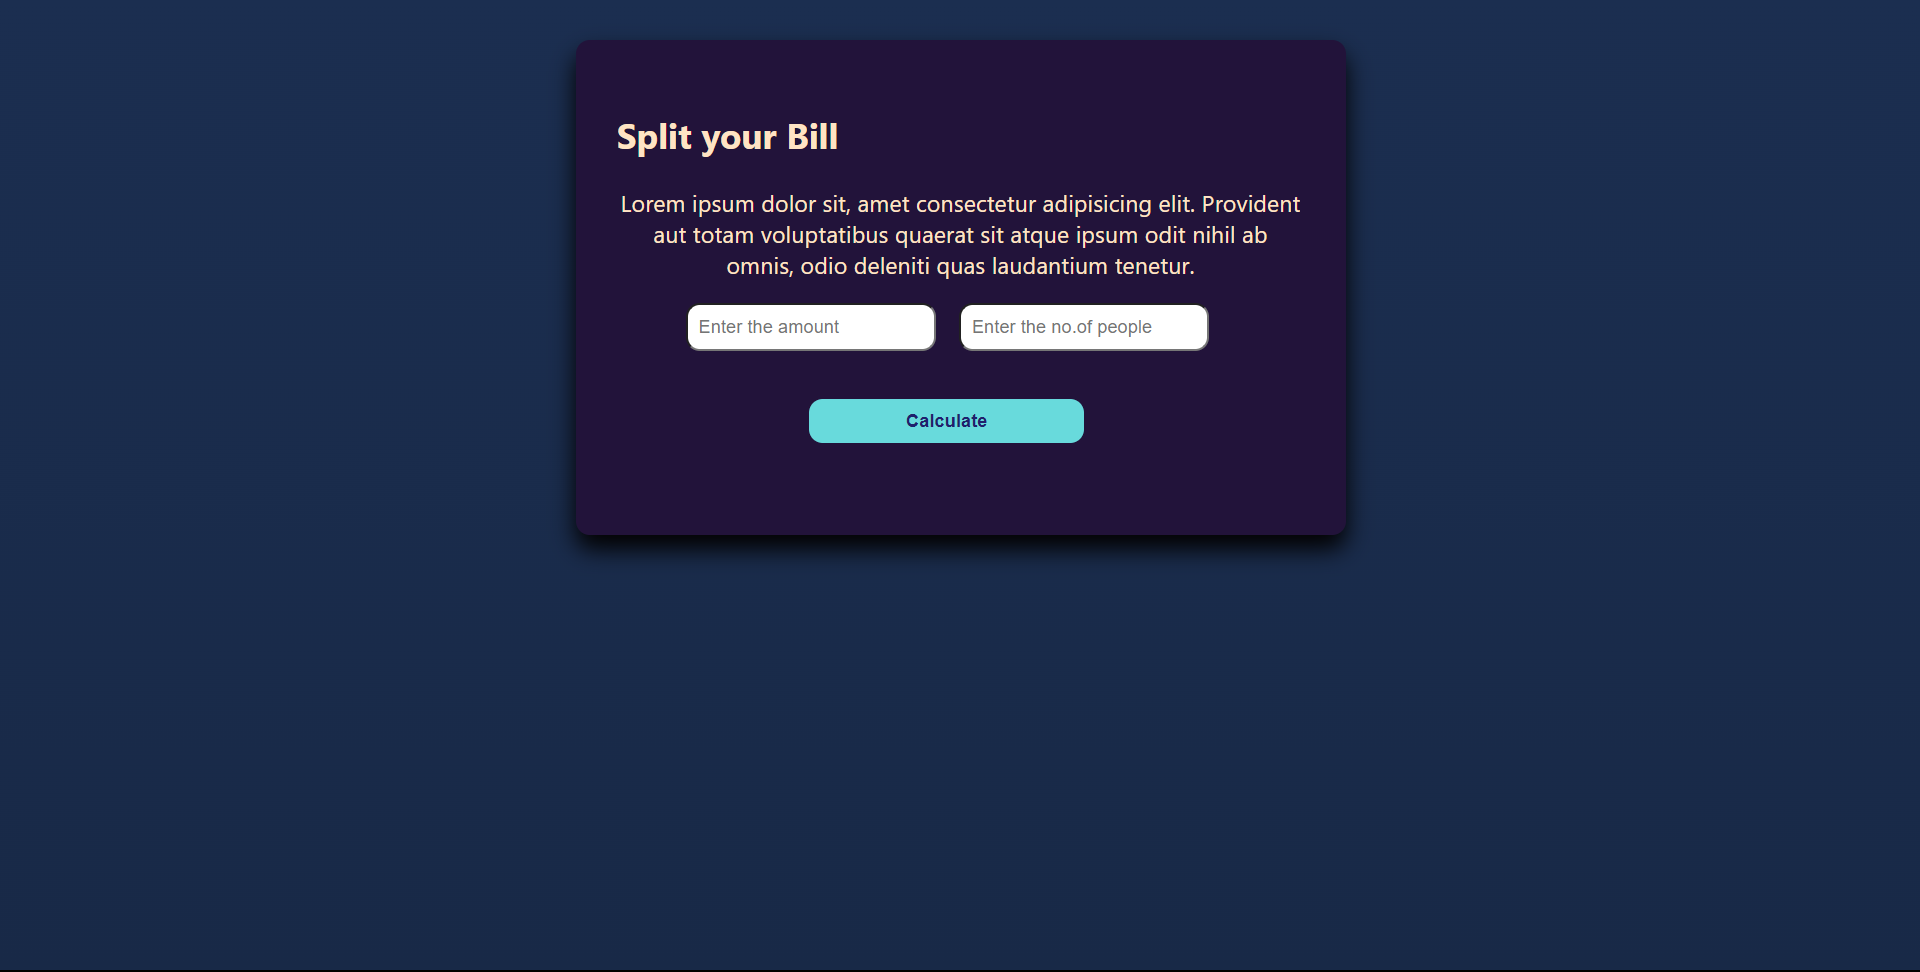 Split your Bill
Lorem ipsum dolor sit, amet consectetur adipisicing elit. Provident
aut totam voluptatibus quaerat sit atque ipsum odit nihil ab
omnis, odio deleniti quas laudantium tenetur.
Enter the amount
Enter the no.of people
Calculate